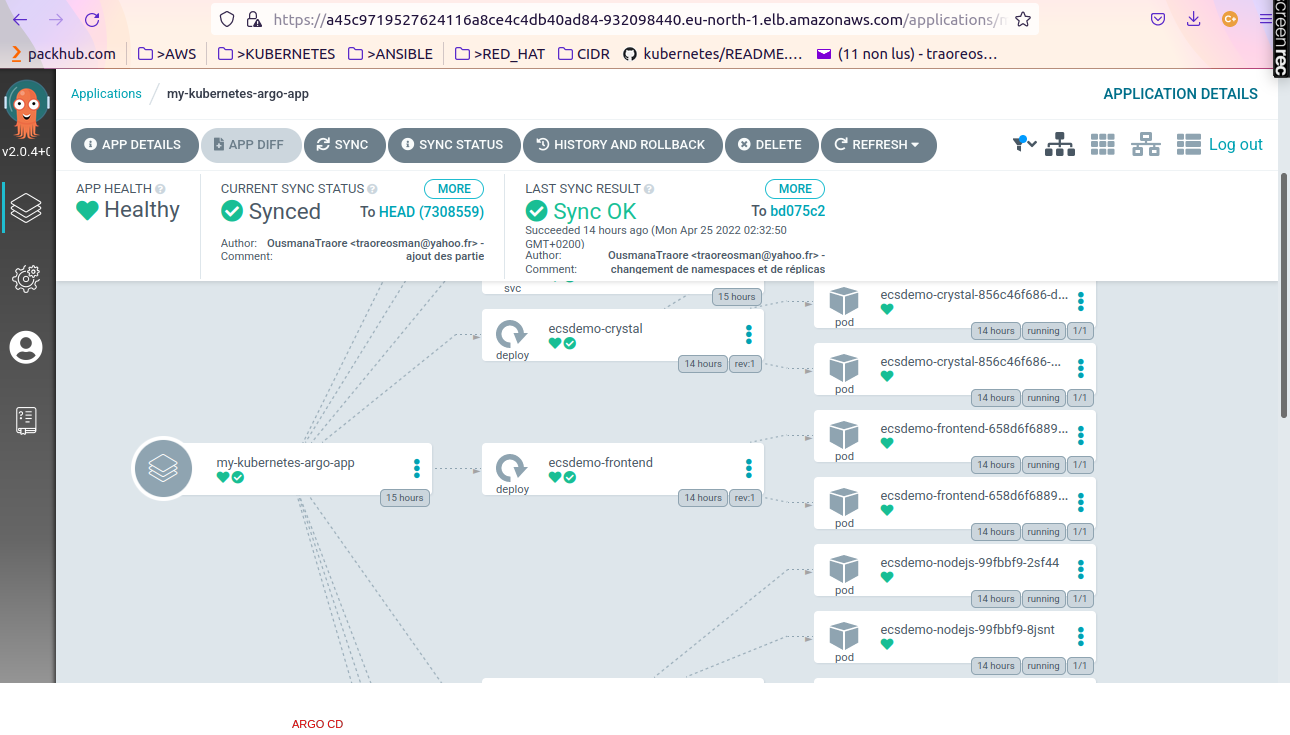 https://a45c9719527624116a8ce4c4db40ad84-932098440.eu-north-1.elb.amazonaws.com/applications/m
C+
packhub.com >AWS >KUBERNETES >ANSIBLE >RED_HAT CIDR kubernetes/README.… (11 non lus) - traoreos…
screenrec
Applications / my-kubernetes-argo-app APPLICATION DETAILS
v2.0.4+0
APP DETAILS APP DIFF SYNC SYNC STATUS HISTORY AND ROLLBACK DELETE REFRESH Log out
APP HEALTH CURRENT SYNC STATUS MORE LAST SYNC RESULT MORE
Healthy Synced To HEAD (7308559) Sync OK To bd075c2
Succeeded 14 hours ago (Mon Apr 25 2022 02:32:50
GMT+0200)
Author: OusmanaTraore <traoreosman@yahoo.fr> -
Comment: ajout des partie
Author: OusmanaTraore <traoreosman@yahoo.fr> -
Comment: changement de namespaces et de réplicas
svc
15 hours
ecsdemo-crystal
deploy
14 hours rev:1
my-kubernetes-argo-app
15 hours
ecsdemo-frontend
deploy
14 hours rev:1
ecsdemo-crystal-856c46f686-d...
pod
14 hours running 1/1
ecsdemo-crystal-856c46f686-...
pod
14 hours running 1/1
ecsdemo-frontend-658d6f6889...
pod
14 hours running 1/1
ecsdemo-frontend-658d6f6889...
pod
14 hours running 1/1
ecsdemo-nodejs-99fbbf9-2sf44
pod
14 hours running 1/1
ecsdemo-nodejs-99fbbf9-8jsnt
pod
14 hours running 1/1
ARGO CD